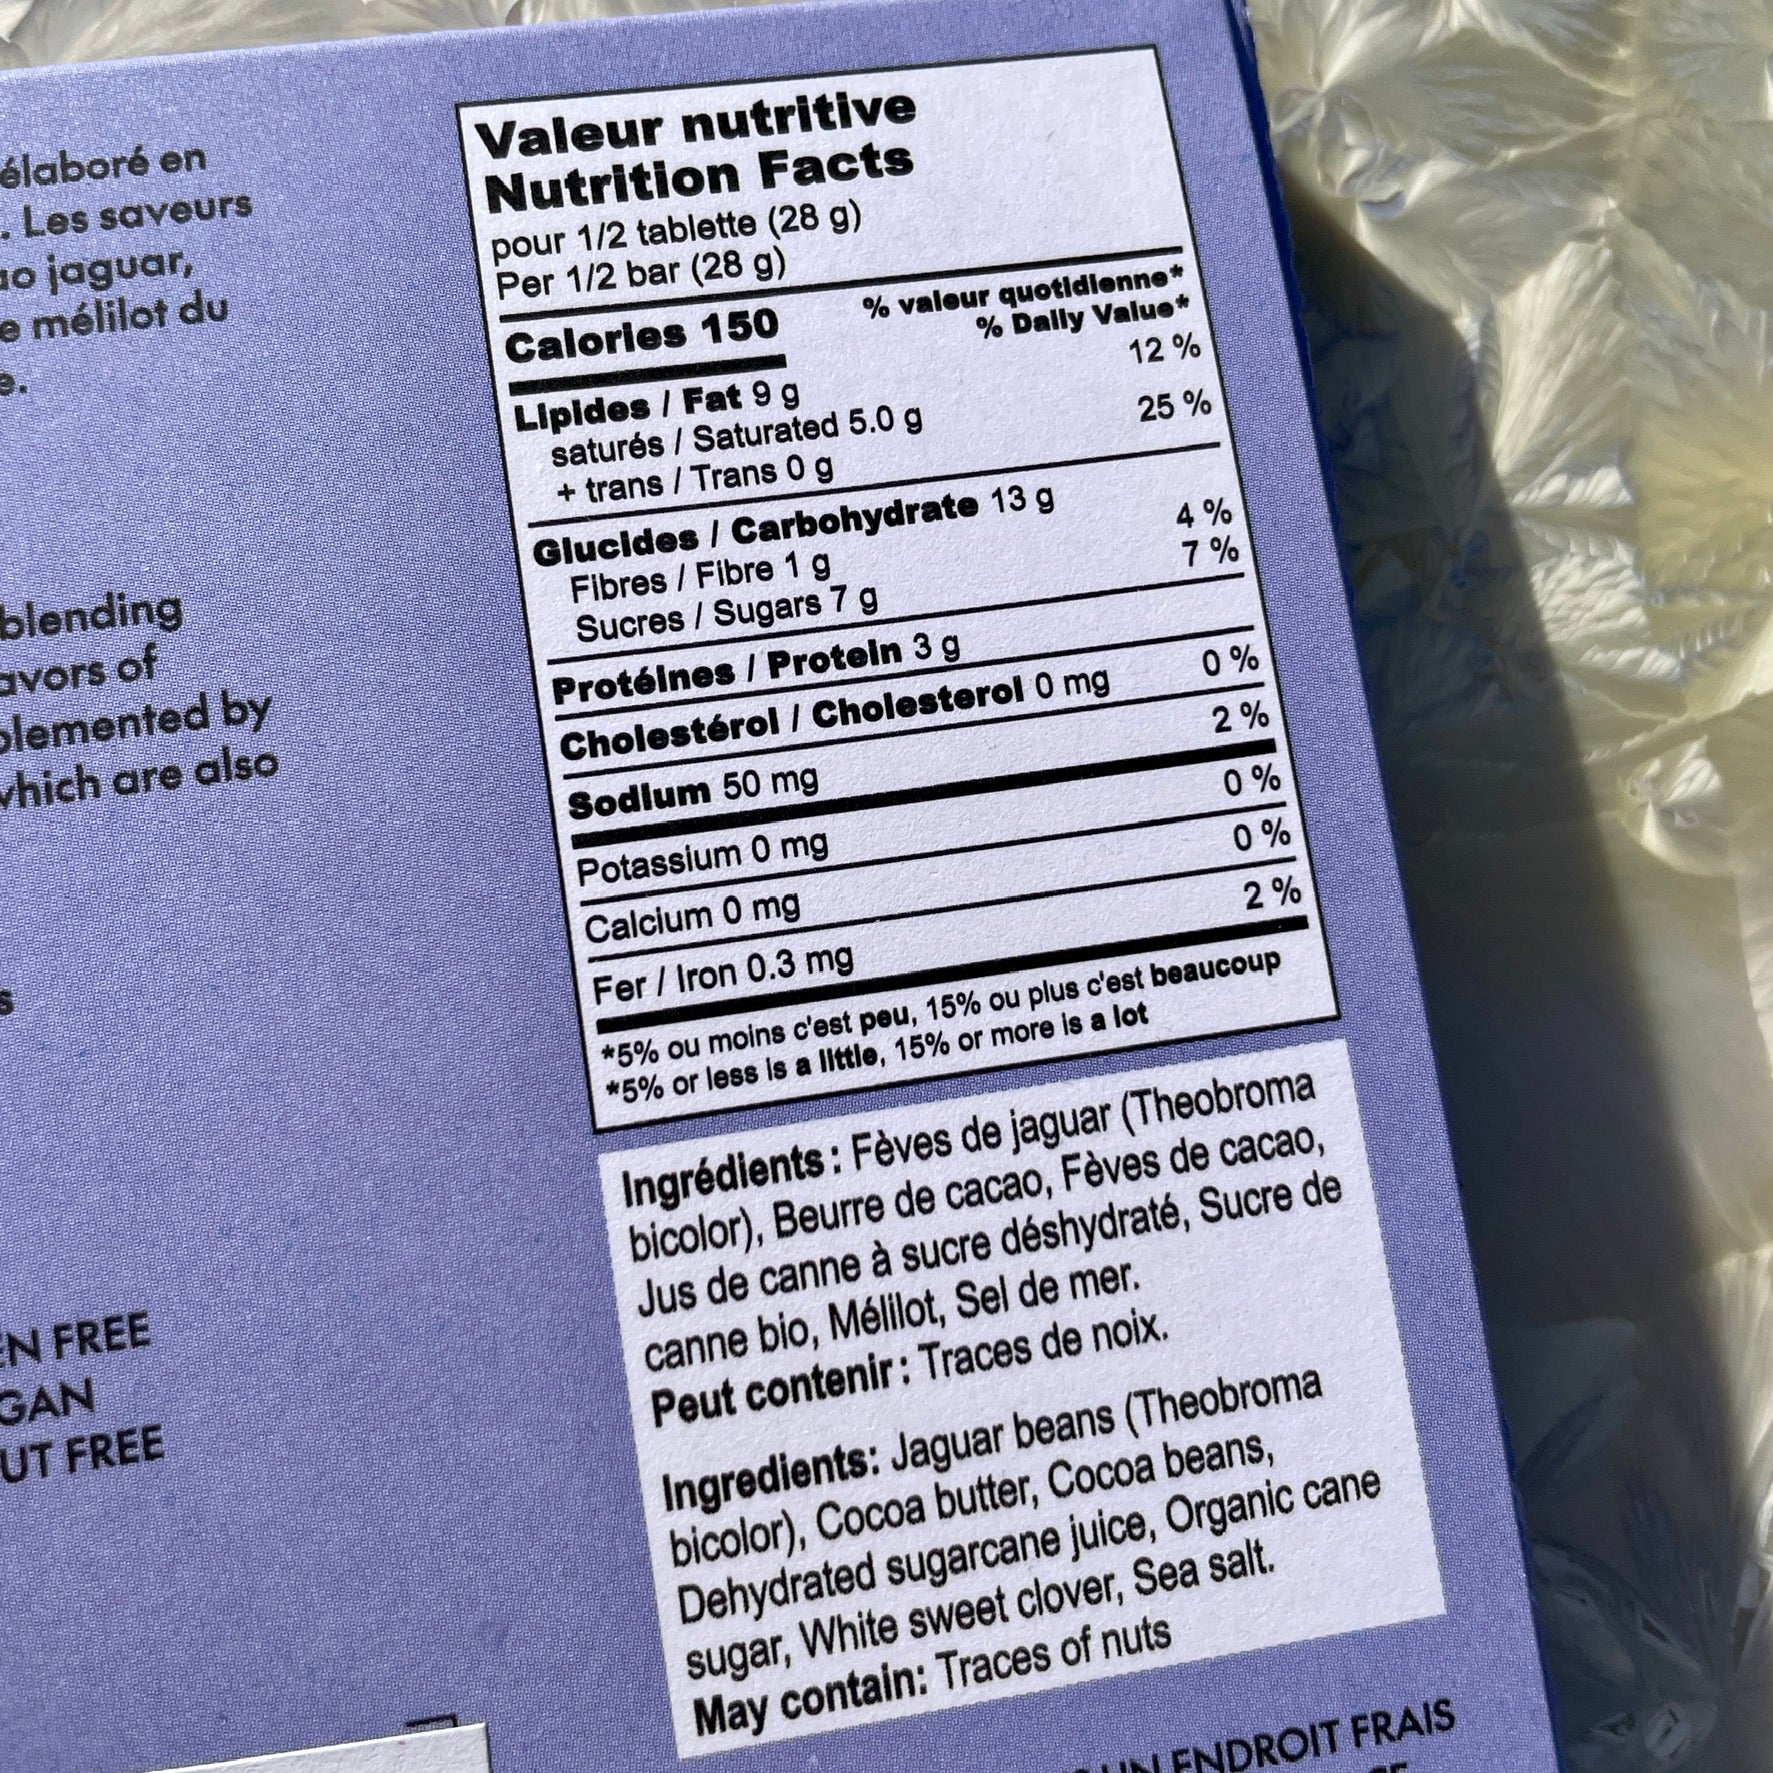 élaboré en
. Les saveurs
jaguar,
mélilot du
blending
of
by
which are also
FREE
FREE
Valeur nutritive
Nutrition Facts
pour 1/2 tablette (28 g)
Per 1/2 bar (28 g)
Calories 150
% valeur quotidienne*
% Daily Value*
Lipides / Fat 9 g 12 %
saturés / Saturated 5.0 g 25 %
+ trans / Trans 0 g
Glucides / Carbohydrate 13 g
Fibres / Fibre 1 g 4 %
Sucres / Sugars 7 g 7 %
Protéines / Protein 3 g
Cholestérol / Cholesterol 0 mg 0 %
Sodium 50 mg 2 %
Potassium 0 mg 0 %
Calcium 0 mg 0 %
Fer / Iron 0.3 mg 2 %
*5% ou moins c'est peu, 15% ou plus c'est beaucoup
*5% or less is a little, 15% or more is a lot
Ingrédients : Fèves de jaguar (Theobroma
bicolor), Beurre de cacao, Fèves de cacao,
Jus de canne à sucre déshydraté, Sucre de
canne bio, Mélilot, Sel de mer.
Peut contenir : Traces de noix.
Ingredients: Jaguar beans (Theobroma
bicolor), Cocoa butter, Cocoa beans,
Dehydrated sugarcane juice, Organic cane
sugar, White sweet clover, Sea salt.
May contain: Traces of nuts
UN ENDROIT FRAIS